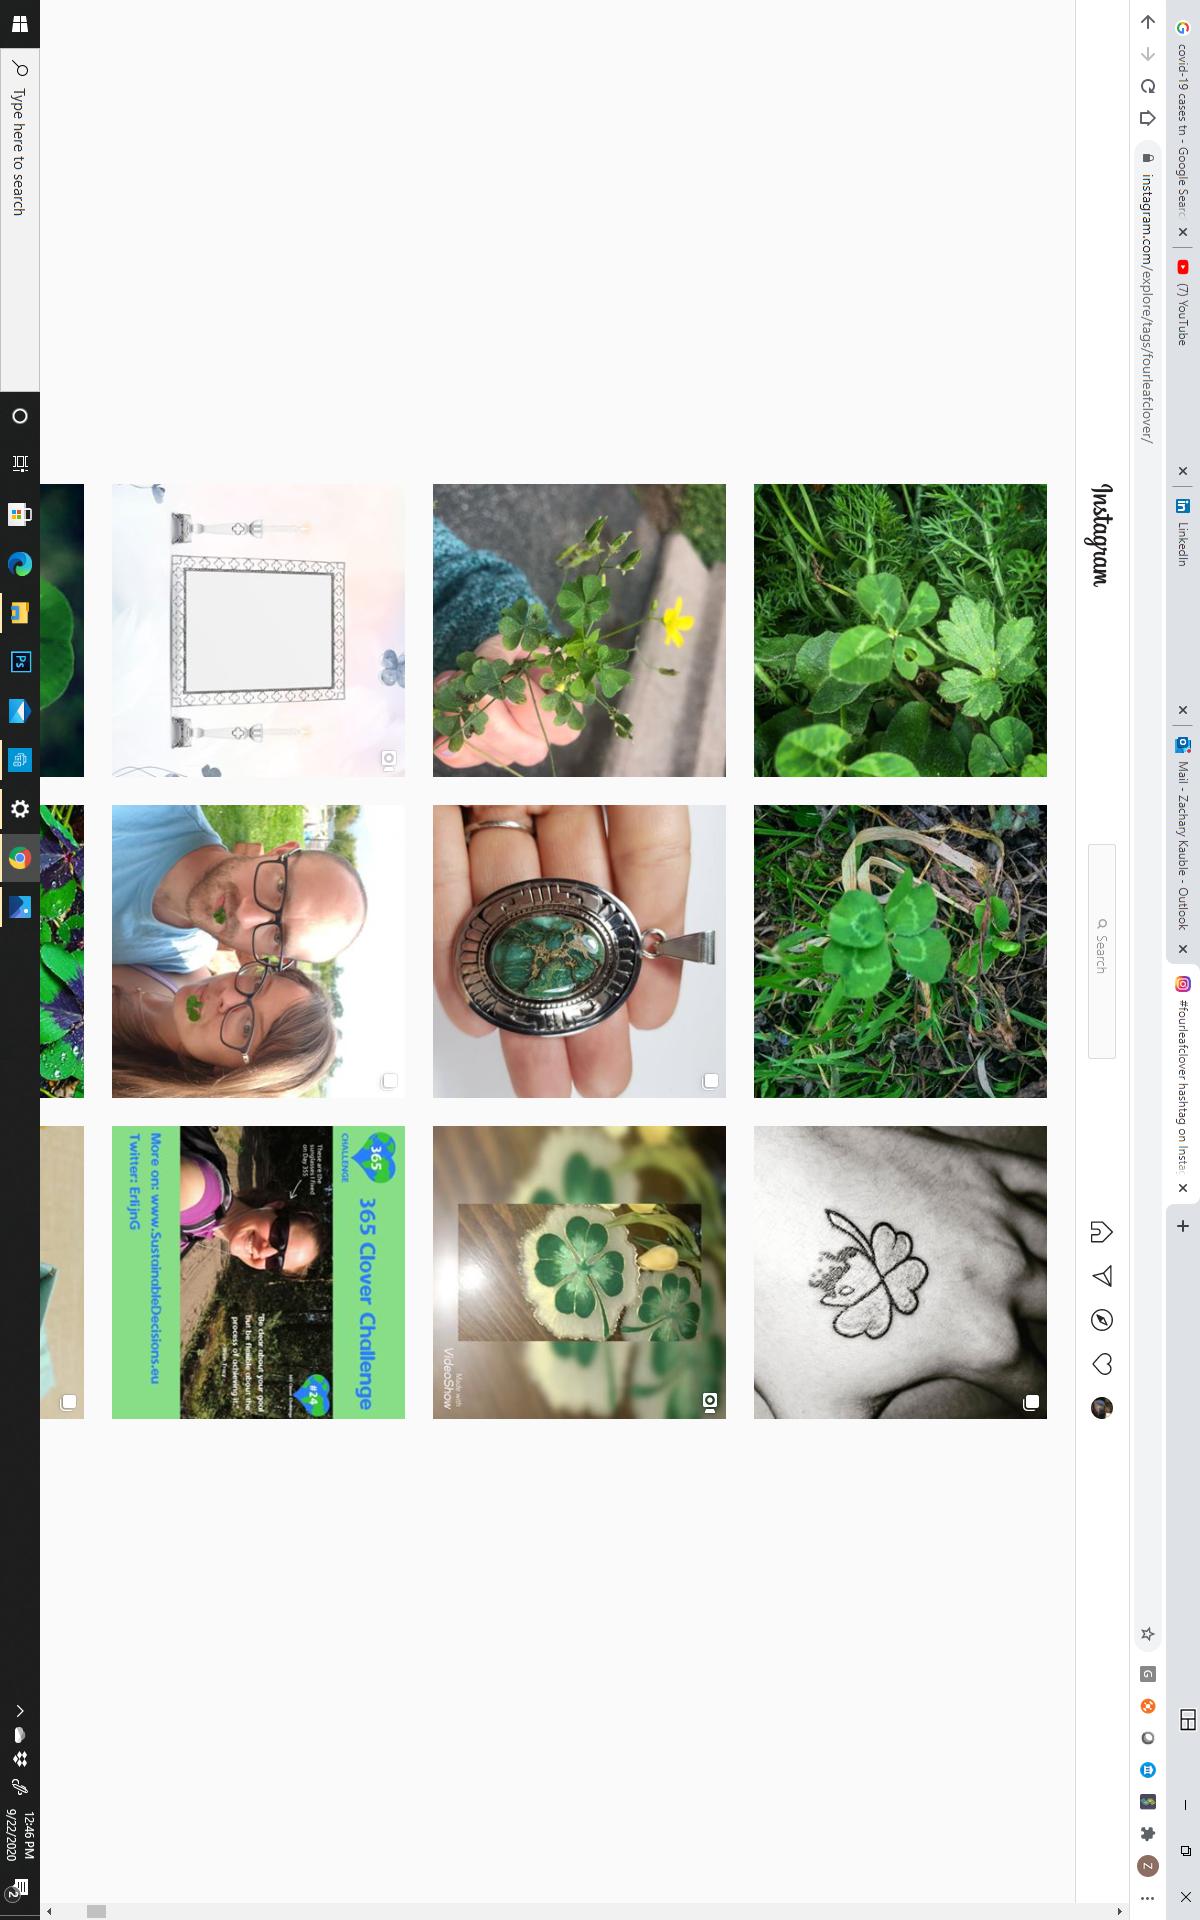 covid-19 cases tn - Google Searc
(7) YouTube
LinkedIn
Mail - Zachary Kauble - Outlook
#fourleafclover hashtag on Insta
instagram.com/explore/tags/fourleafclover/
G
Z
Instagram
Search
Made with
VideoShow
365
CHALLENGE
365 Clover Challenge
These are the
sunglasses I fixed
on Day 355
#24
"Be clear about your goal
but be flexible about the
process of achieving it."
More on: www.SustainableDecisions.eu
Twitter: ErlijnG
Type here to search
Ps
12:46 PM
9/22/2020
2